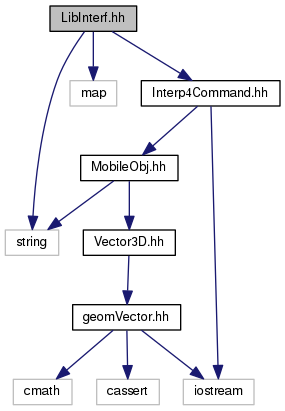 LibInterf.hh
map
Interp4Command.hh
MobileObj.hh
string
Vector3D.hh
geomVector.hh
cmath
cassert
iostream